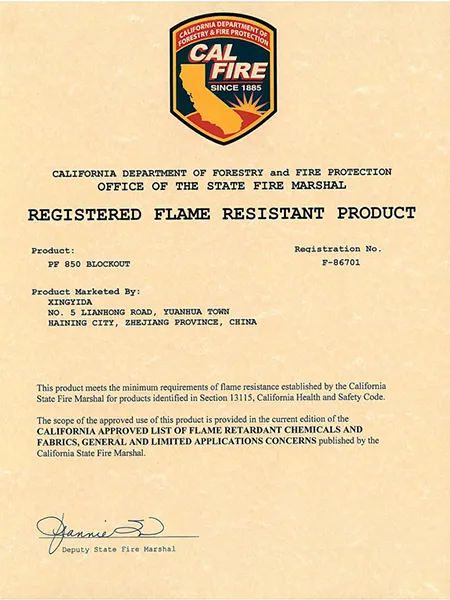 CALIFORNIA DEPARTMENT OF
FORESTRY & FIRE PROTECTION
CAL
FIRE
SINCE 1885
CALIFORNIA DEPARTMENT OF FORESTRY and FIRE PROTECTION
OFFICE OF THE STATE FIRE MARSHAL
REGISTERED FLAME RESISTANT PRODUCT
Product: Registration No.
PF 850 BLOCKOUT F-86701
Product Marketed By:
XINGYIDA
NO. 5 LIANHONG ROAD, YUANHUA TOWN
HAINING CITY, ZHEJIANG PROVINCE, CHINA
This product meets the minimum requirements of flame resistance established by the California
State Fire Marshal for products identified in Section 13115, California Health and Safety Code.
The scope of the approved use of this product is provided in the current edition of the
CALIFORNIA APPROVED LIST OF FLAME RETARDANT CHEMICALS AND
FABRICS, GENERAL AND LIMITED APPLICATIONS CONCERNS published by the
California State Fire Marshal.
Jeannie
Deputy State Fire Marshal